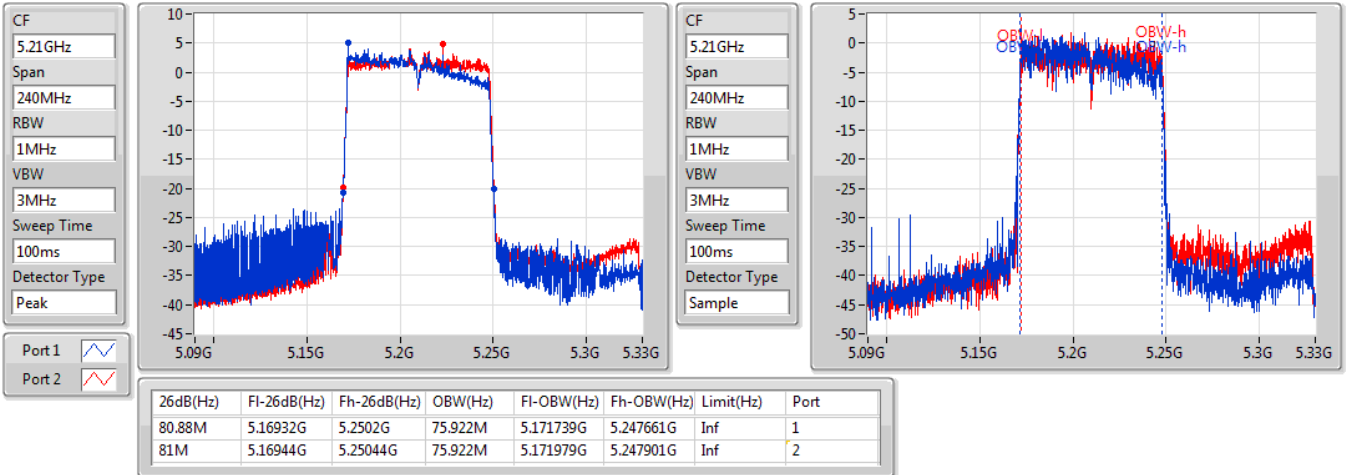 CF
5.21GHz
Span
240MHz
RBW
1MHz
VBW
3MHz
Sweep Time
100ms
Detector Type
Peak
10
5
0
-5
-10
-15
-20
-25
-30
-35
-40
-45
5.09G 5.15G 5.2G 5.25G 5.3G 5.33G
CF
5.21GHz
Span
240MHz
RBW
1MHz
VBW
3MHz
Sweep Time
100ms
Detector Type
Sample
5
0
-5
-10
-15
-20
-25
-30
-35
-40
-45
-50
OBW-h
OBW-h
5.09G 5.15G 5.2G 5.25G 5.3G 5.33G
Port 1
Port 2
26dB(Hz) Fl-26dB(Hz) Fh-26dB(Hz) OBW(Hz) Fl-OBW(Hz) Fh-OBW(Hz) Limit(Hz) Port
80.88M 5.16932G 5.2502G 75.922M 5.171739G 5.247661G Inf 1
81M 5.16944G 5.25044G 75.922M 5.171979G 5.247901G Inf 2